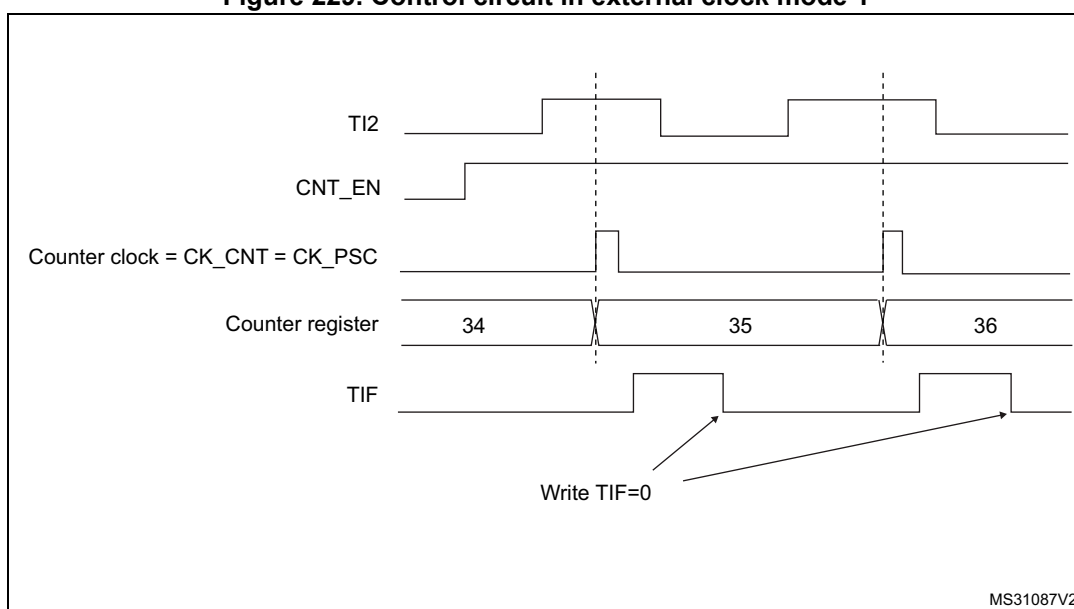 Figure 229. Control circuit in external clock mode 1
TI2
CNT_EN
Counter clock = CK_CNT = CK_PSC
Counter register
34
35
36
TIF
Write TIF=0
MS31087V2